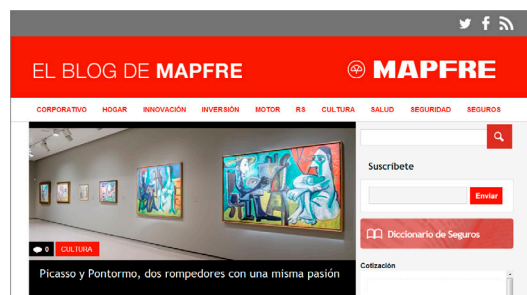 EL BLOG DE MAPFRE
MAPFRE
CORPORATIVO HOGAR INNOVACIÓN INVERSIÓN MOTOR RS CULTURA SALUD SEGURIDAD SEGUROS
Suscríbete
Enviar
Diccionario de Seguros
Cotización
0 CULTURA
Picasso y Pontormo, dos rompedores con una misma pasión